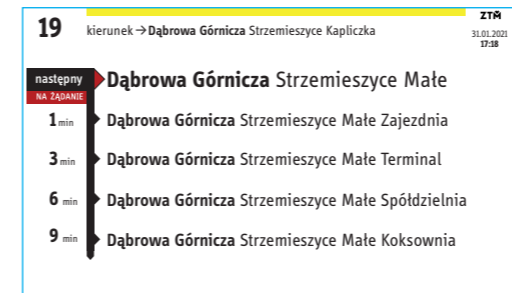 19 kierunek→Dąbrowa Górnicza Strzemieszyce Kapliczka
ZTM
31.01.2021
17:18
następny Dąbrowa Górnicza Strzemieszyce Małe
NA ŻĄDANIE
1 min Dąbrowa Górnicza Strzemieszyce Małe Zajezdnia
3 min Dąbrowa Górnicza Strzemieszyce Małe Terminal
6 min Dąbrowa Górnicza Strzemieszyce Małe Spółdzielnia
9 min Dąbrowa Górnicza Strzemieszyce Małe Koksownia